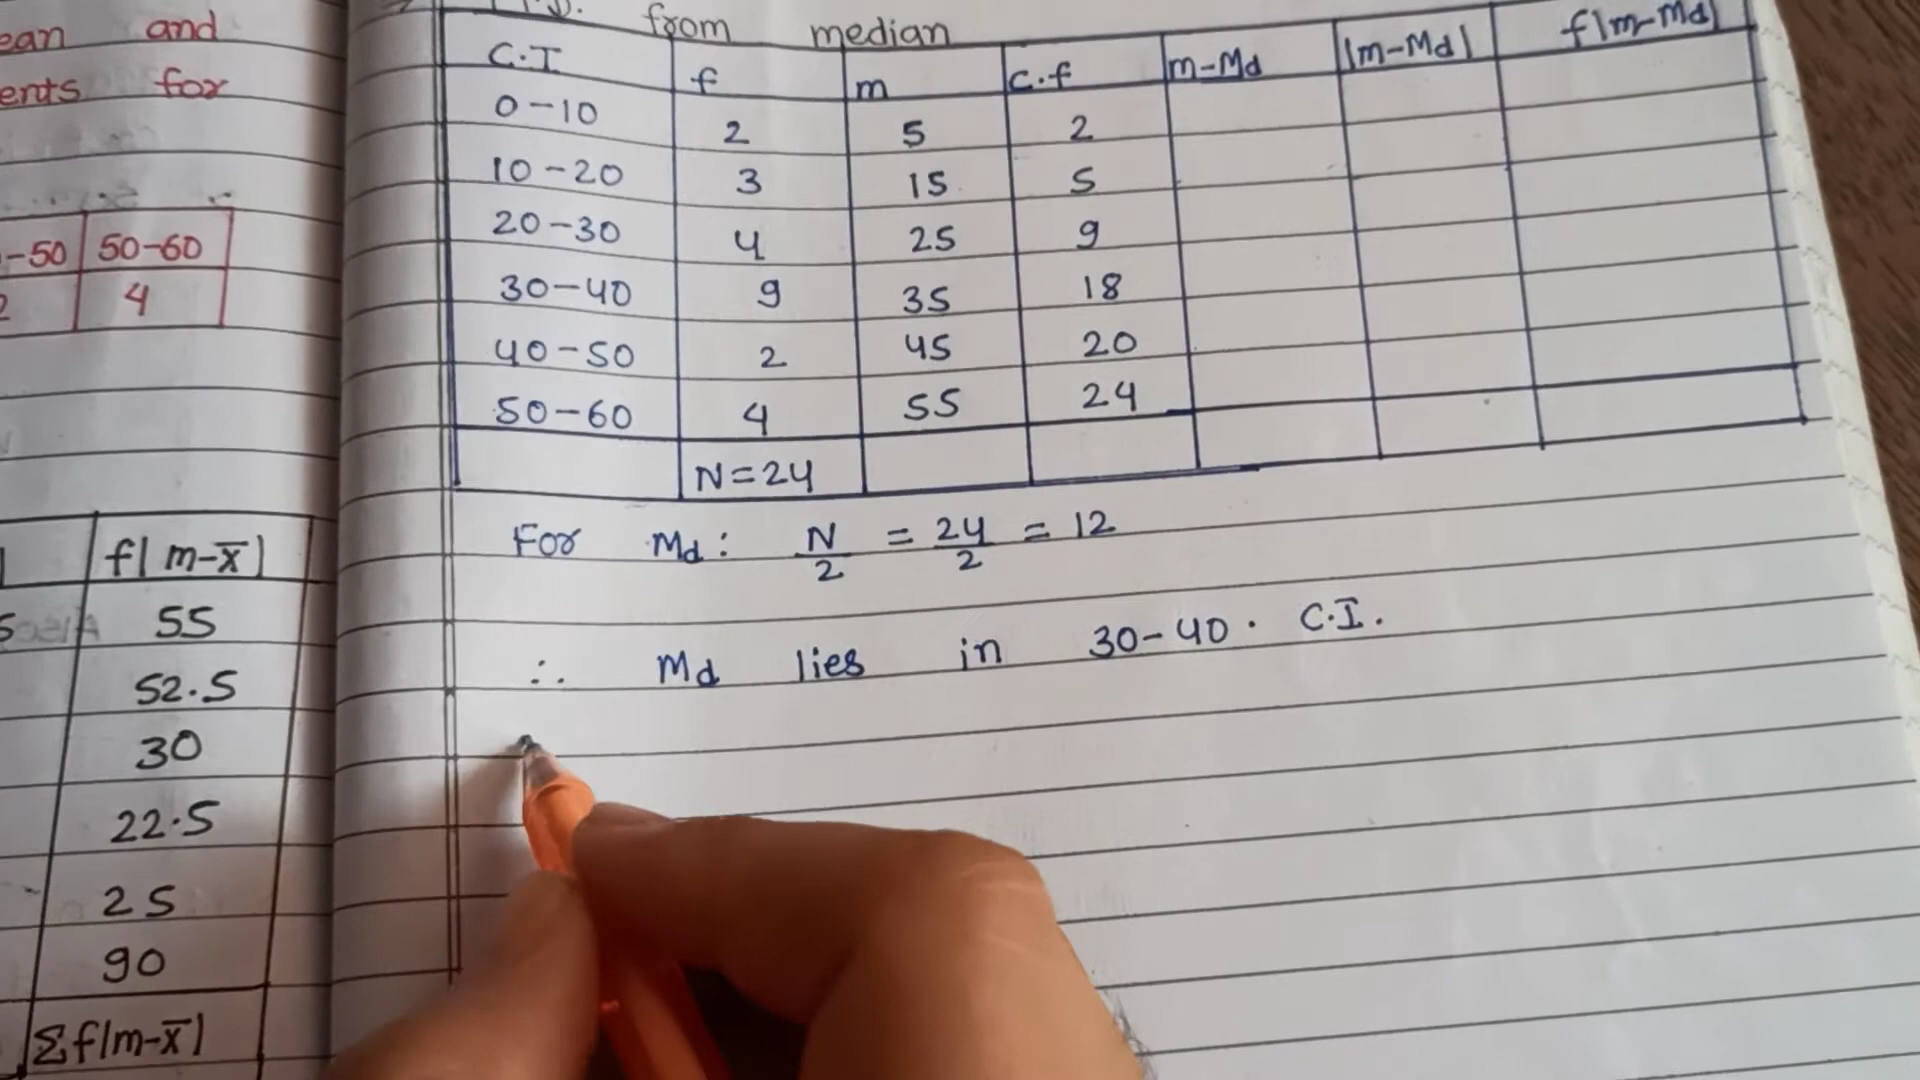 ean and
ents for
-50 50-60
2 4
f|m-x̄|
55
52.5
30
22.5
25
90
Σf|m-x̄|
from median
C.I f m c.f m-Md |m-Md| f|m-Md|
0-10 2 5 2
10-20 3 15 5
20-30 4 25 9
30-40 9 35 18
40-50 2 45 20
50-60 4 55 24
N=24
For Md: N/2 = 24/2 = 12
∴ Md lies in 30-40. C.I.